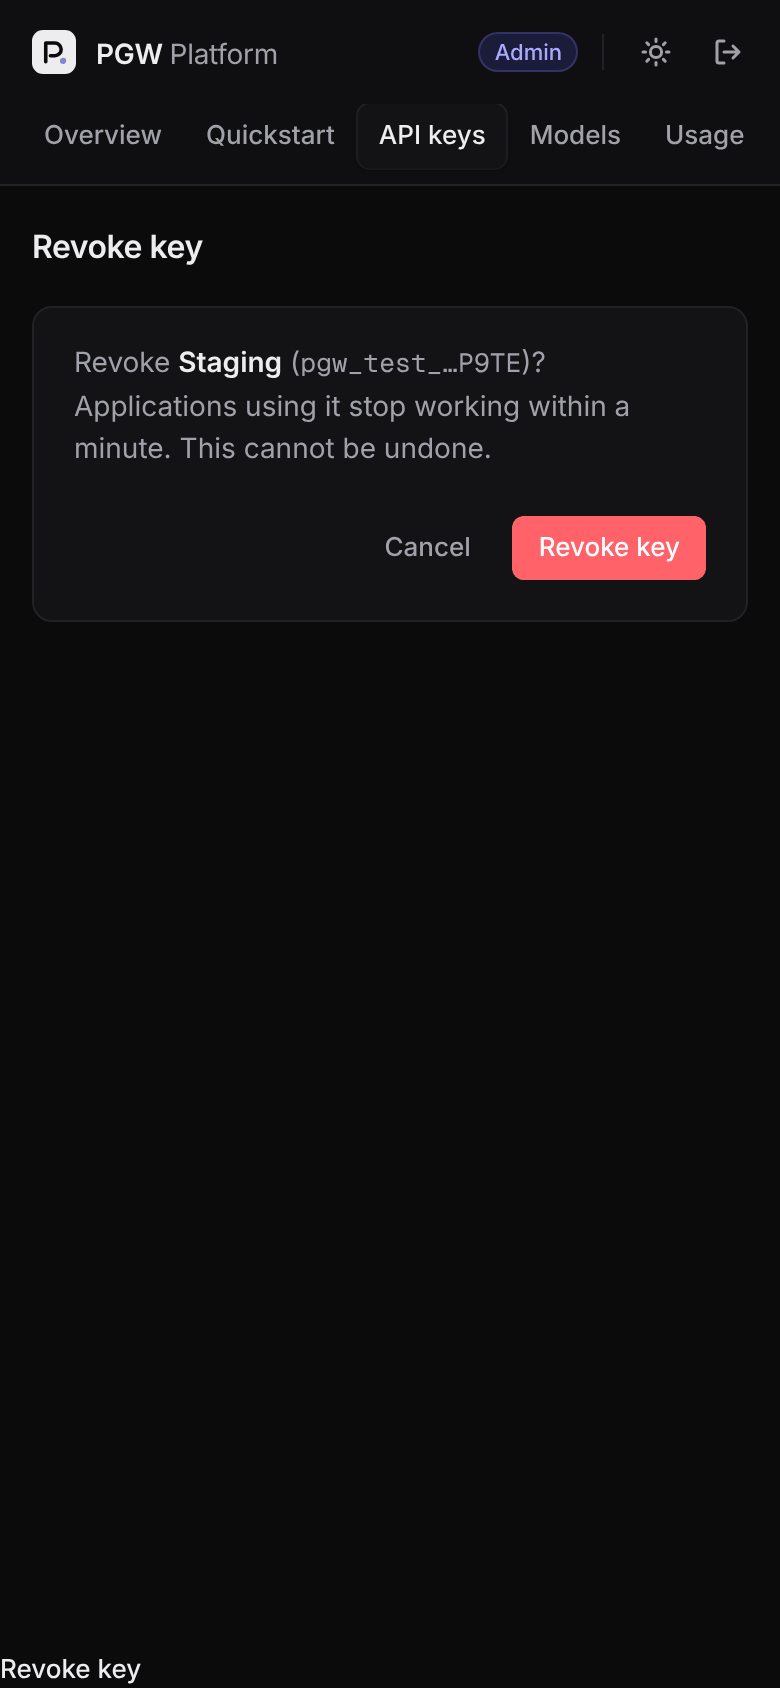 P. PGW Platform Admin
Overview Quickstart API keys Models Usage
Revoke key
Revoke Staging (pgw_test_…P9TE)?
Applications using it stop working within a
minute. This cannot be undone.
Cancel Revoke key
Revoke key